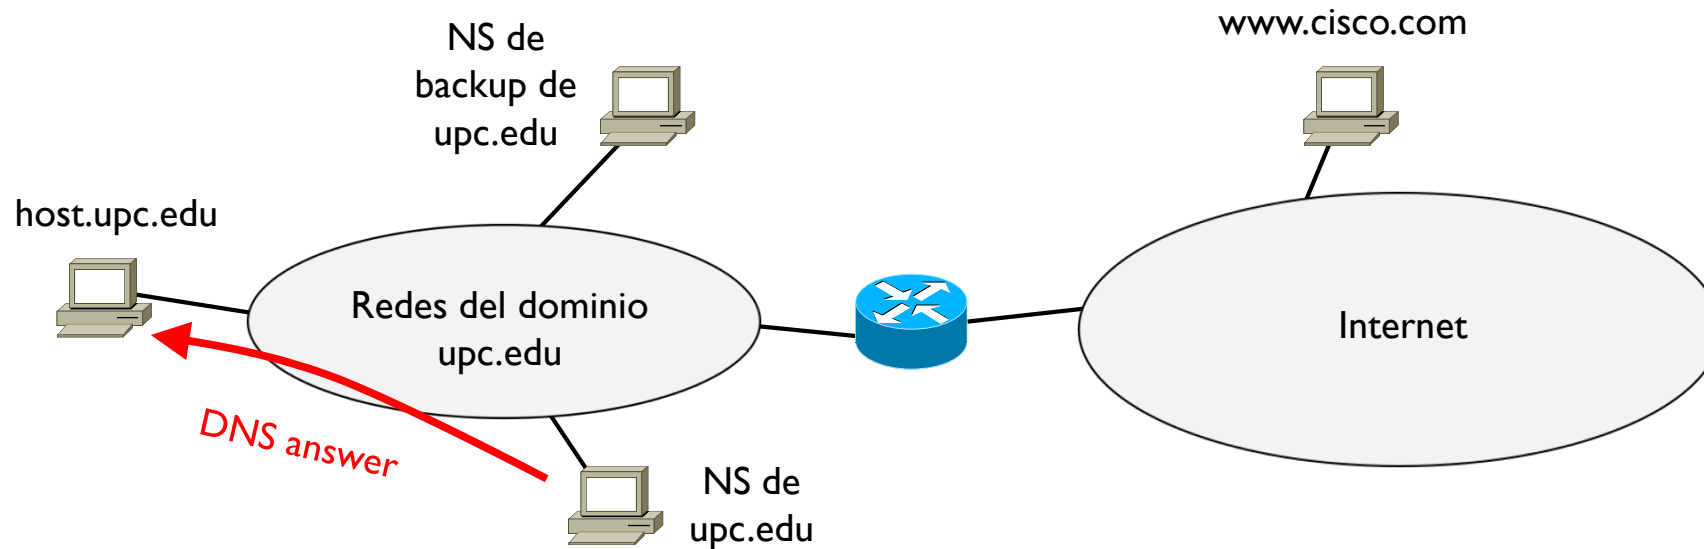 NS de
backup de
upc.edu
www.cisco.com
host.upc.edu
Redes del dominio
upc.edu
Internet
DNS answer
NS de
upc.edu